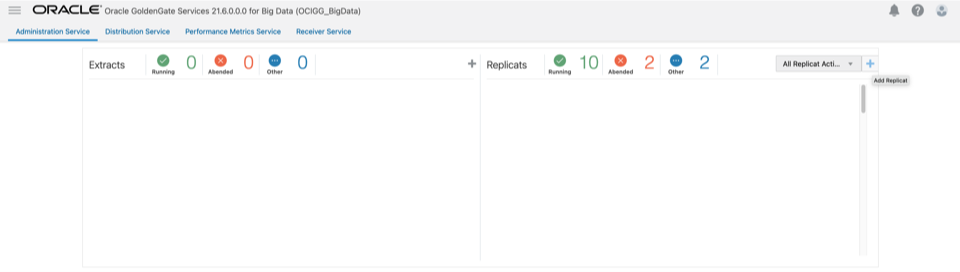 ORACLE Oracle GoldenGate Services 21.6.0.0.0 for Big Data (OCIGG_BigData)
Administration Service Distribution Service Performance Metrics Service Receiver Service
Extracts Running 0 Abended 0 Other 0
Replicats Running 10 Abended 2 Other 2 All Replicat Acti...
Add Replicat